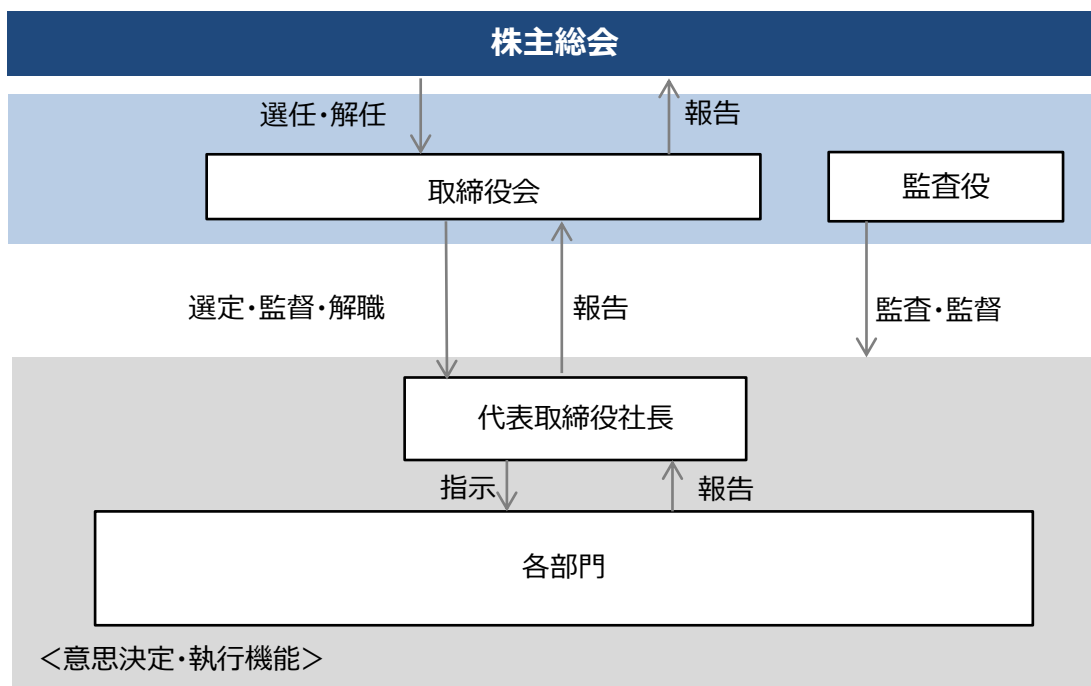 株主総会
選任・解任
報告
取締役会
監査役
選定・監督・解職
報告
監査・監督
代表取締役社長
指示
報告
各部門
＜意思決定・執行機能＞